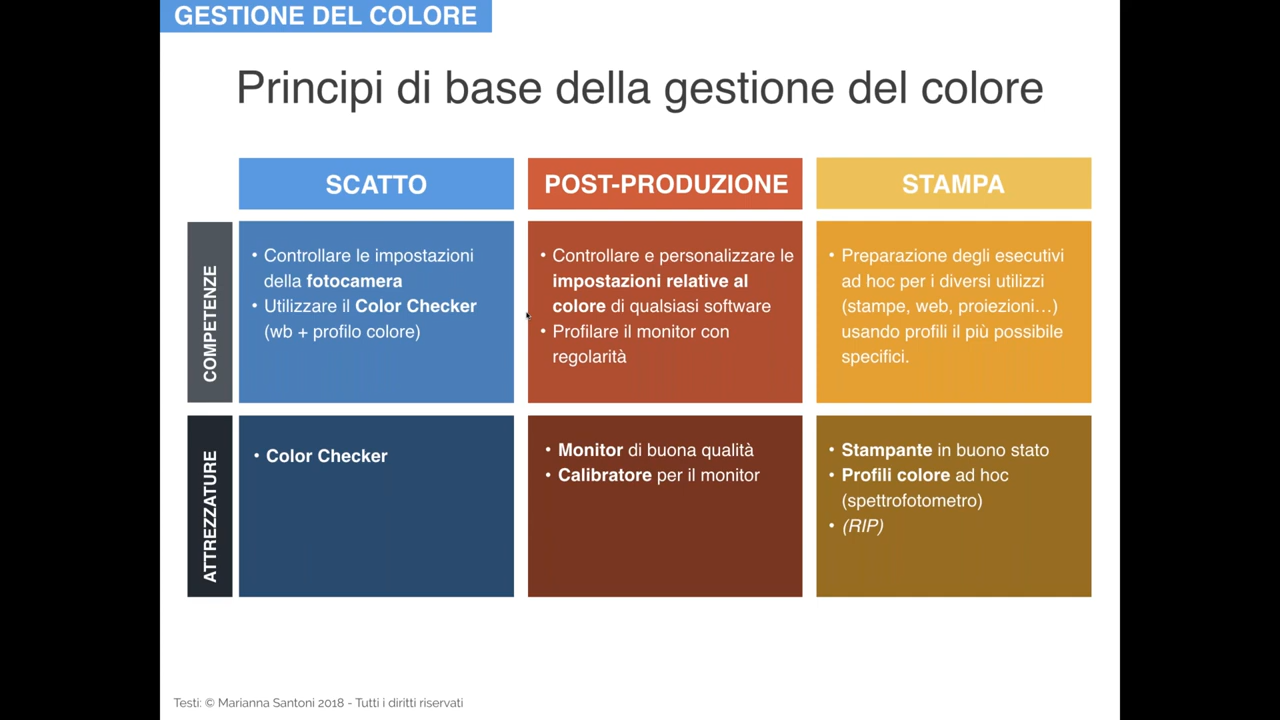 GESTIONE DEL COLORE
Principi di base della gestione del colore
SCATTO
POST-PRODUZIONE
STAMPA
COMPETENZE
• Controllare le impostazioni
della fotocamera
• Utilizzare il Color Checker
(wb + profilo colore)
• Controllare e personalizzare le
impostazioni relative al
colore di qualsiasi software
• Profilare il monitor con
regolarità
• Preparazione degli esecutivi
ad hoc per i diversi utilizzi
(stampe, web, proiezioni…)
usando profili il più possibile
specifici.
ATTREZZATURE
• Color Checker
• Monitor di buona qualità
• Calibratore per il monitor
• Stampante in buono stato
• Profili colore ad hoc
(spettrofotometro)
• (RIP)
Testi: © Marianna Santoni 2018 - Tutti i diritti riservati